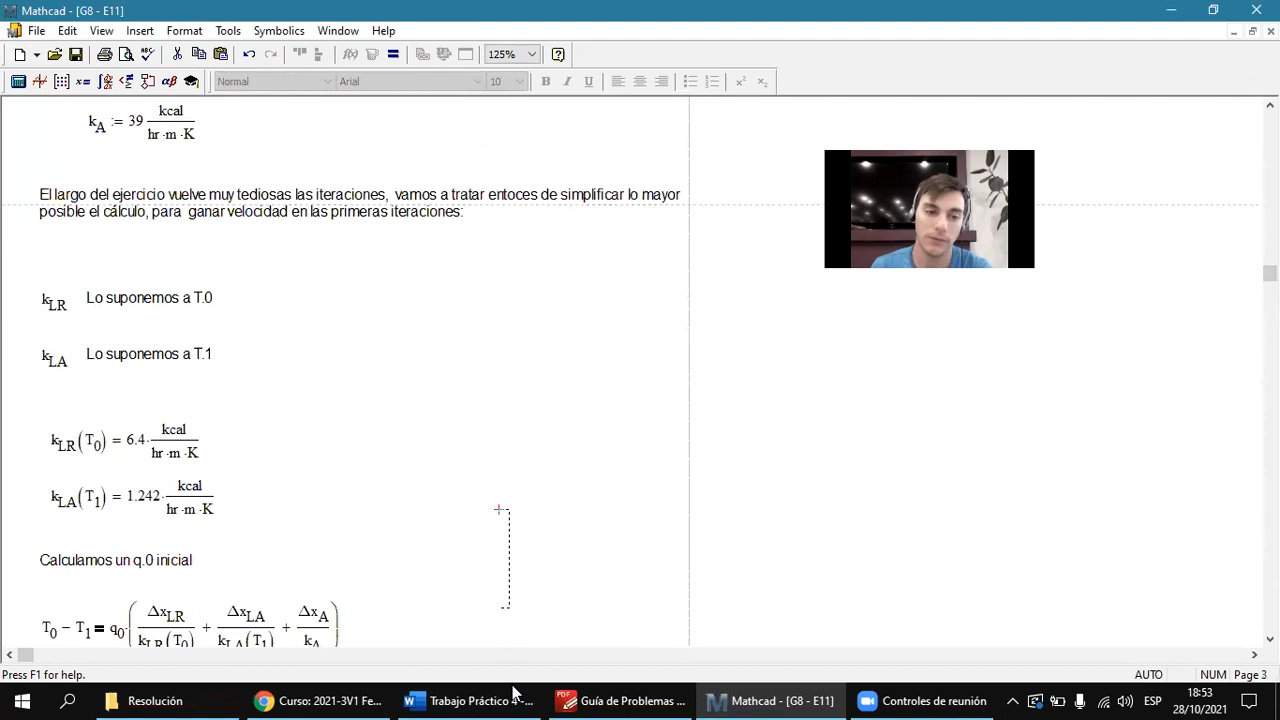 Mathcad - [G8 - E11]
File Edit View Insert Format Tools Symbolics Window Help
125%
Normal Arial 10 B I U
k_A := 39 kcal / hr·m·K
El largo del ejercicio vuelve muy tediosas las iteraciones, vamos a tratar entoces de simplificar lo mayor
posible el cálculo, para ganar velocidad en las primeras iteraciones:
k_LR Lo suponemos a T.0
k_LA Lo suponemos a T.1
k_LR(T_0) = 6.4· kcal / hr·m·K
k_LA(T_1) = 1.242· kcal / hr·m·K
Calculamos un q.0 inicial
T_0 − T_1 = q_0·(Δx_LR / k_LR(T_0) + Δx_LA / k_LA(T_1) + Δx_A / k_A)
Press F1 for help. AUTO NUM Page 3
Resolución Curso: 2021-3V1 Fe... Trabajo Práctico 4 -... Guía de Problemas ... Mathcad - [G8 - E11] Controles de reunión ESP 18:53
28/10/2021